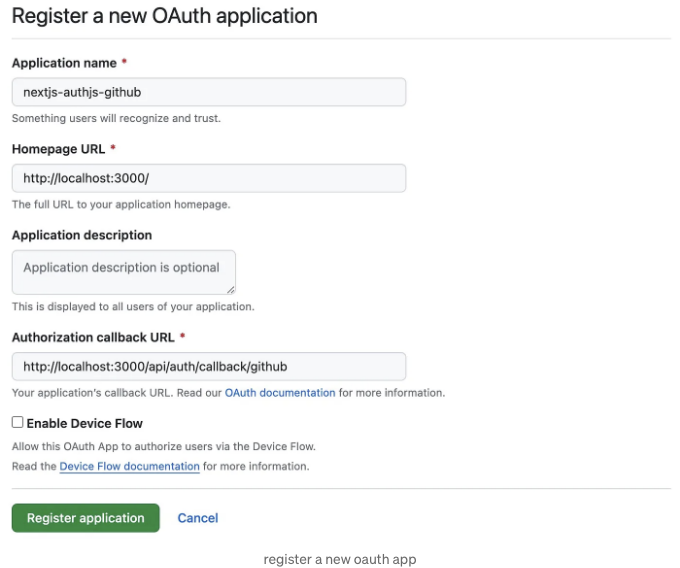 Register a new OAuth application
Application name *
nextjs-authjs-github
Something users will recognize and trust.
Homepage URL *
http://localhost:3000/
The full URL to your application homepage.
Application description
Application description is optional
This is displayed to all users of your application.
Authorization callback URL *
http://localhost:3000/api/auth/callback/github
Your application's callback URL. Read our OAuth documentation for more information.
Enable Device Flow
Allow this OAuth App to authorize users via the Device Flow.
Read the Device Flow documentation for more information.
Register application Cancel
register a new oauth app